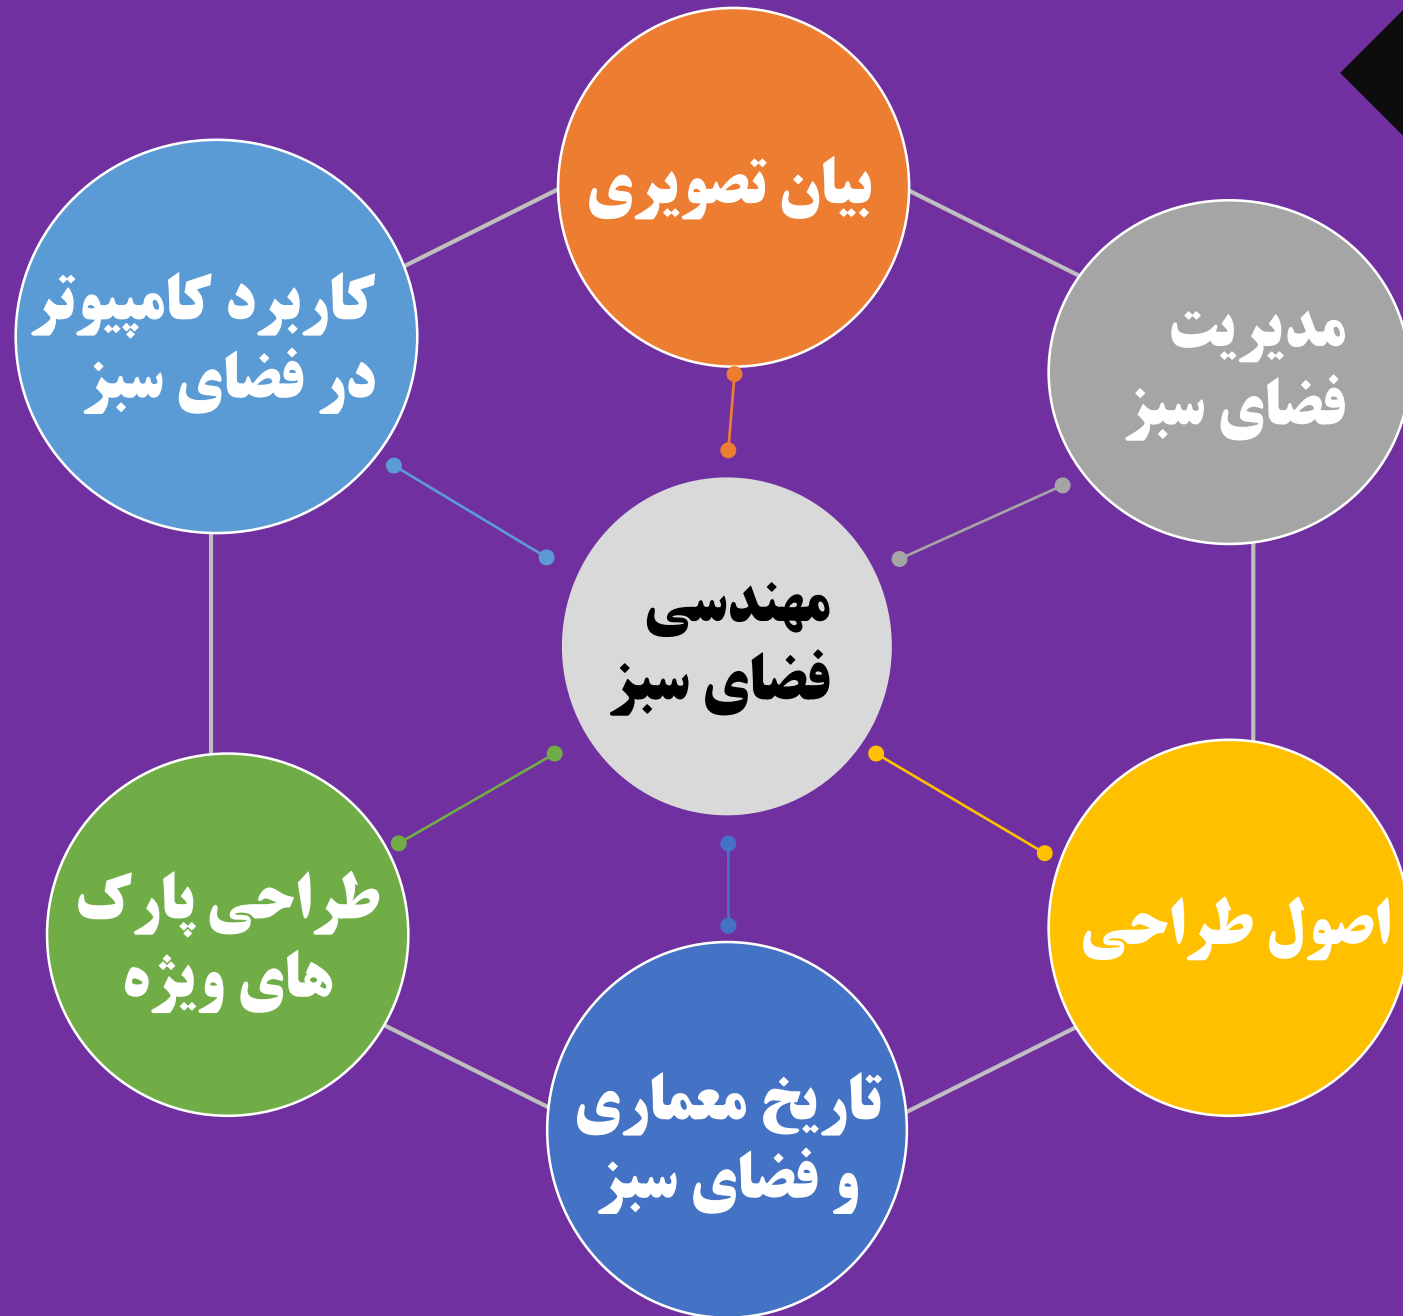 بیان تصویری
کاربرد کامپیوتر
در فضای سبز
مدیریت
فضای سبز
مهندسی
فضای سبز
طراحی پارک
های ویژه
اصول طراحی
تاریخ معماری
و فضای سبز